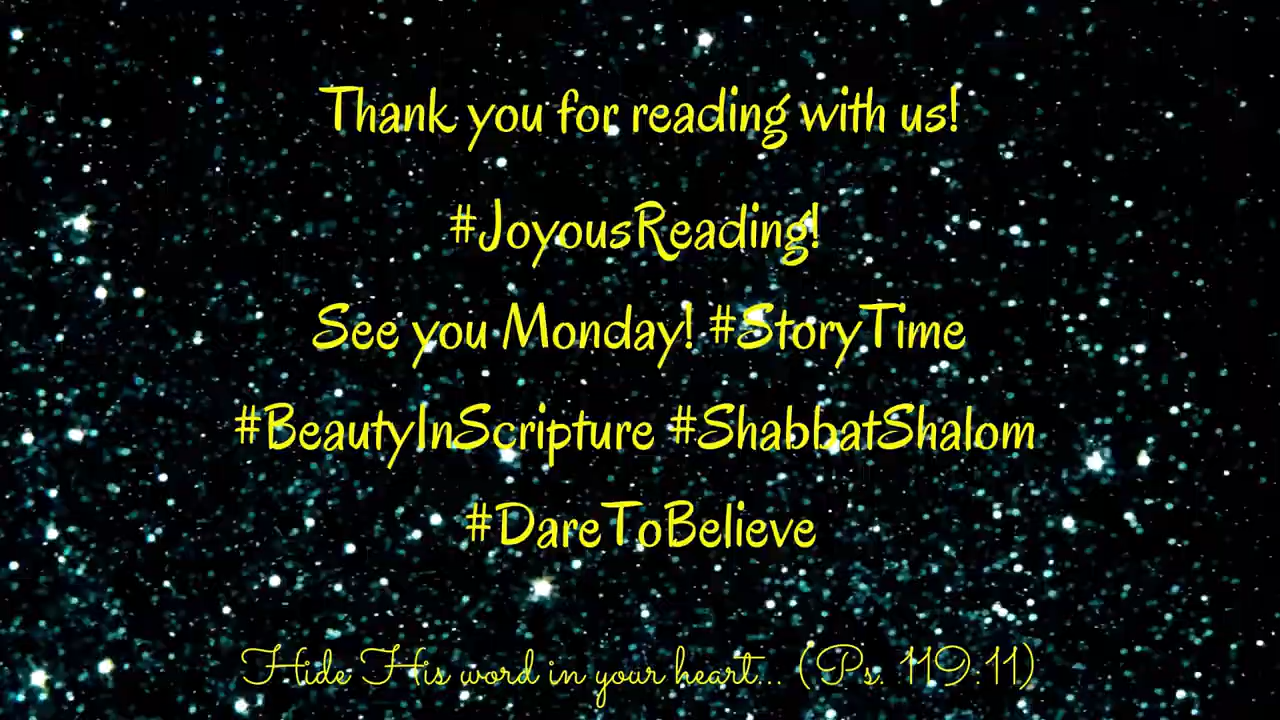 Thank you for reading with us!
#JoyousReading!
See you Monday! #StoryTime
#BeautyInScripture #ShabbatShalom
#DareToBelieve
Hide His word in your heart... (Ps. 119:11)